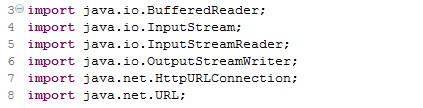 3 import java.io.BufferedReader;
4 import java.io.InputStream;
5 import java.io.InputStreamReader;
6 import java.io.OutputStreamWriter;
7 import java.net.HttpURLConnection;
8 import java.net.URL;